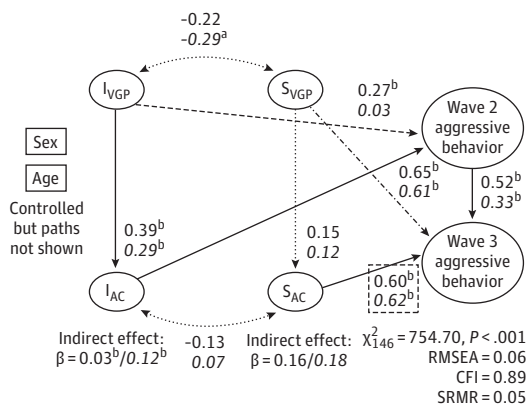 -0.22
-0.29a
IVGP
SVGP
0.27b
0.03
Wave 2
aggressive
behavior
Sex
Age
Controlled
but paths
not shown
0.65b
0.61b
0.52b
0.33b
0.39b
0.29b
0.15
0.12
Wave 3
aggressive
behavior
IAC
SAC
0.60b
0.62b
Indirect effect:
β = 0.03b/0.12b
-0.13
0.07
Indirect effect:
β = 0.16/0.18
χ2146 = 754.70, P < .001
RMSEA = 0.06
CFI = 0.89
SRMR = 0.05